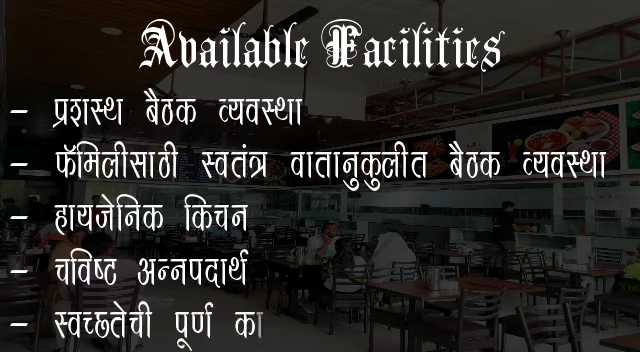 Available Facilities
- प्रशस्थ बैठक व्यवस्था
- फॅमिलीसाठी स्वतंत्र वातानुकुलीत बैठक व्यवस्था
- हायजेनिक किचन
- चविष्ठ अन्नपदार्थ
- स्वच्छतेची पूर्ण का